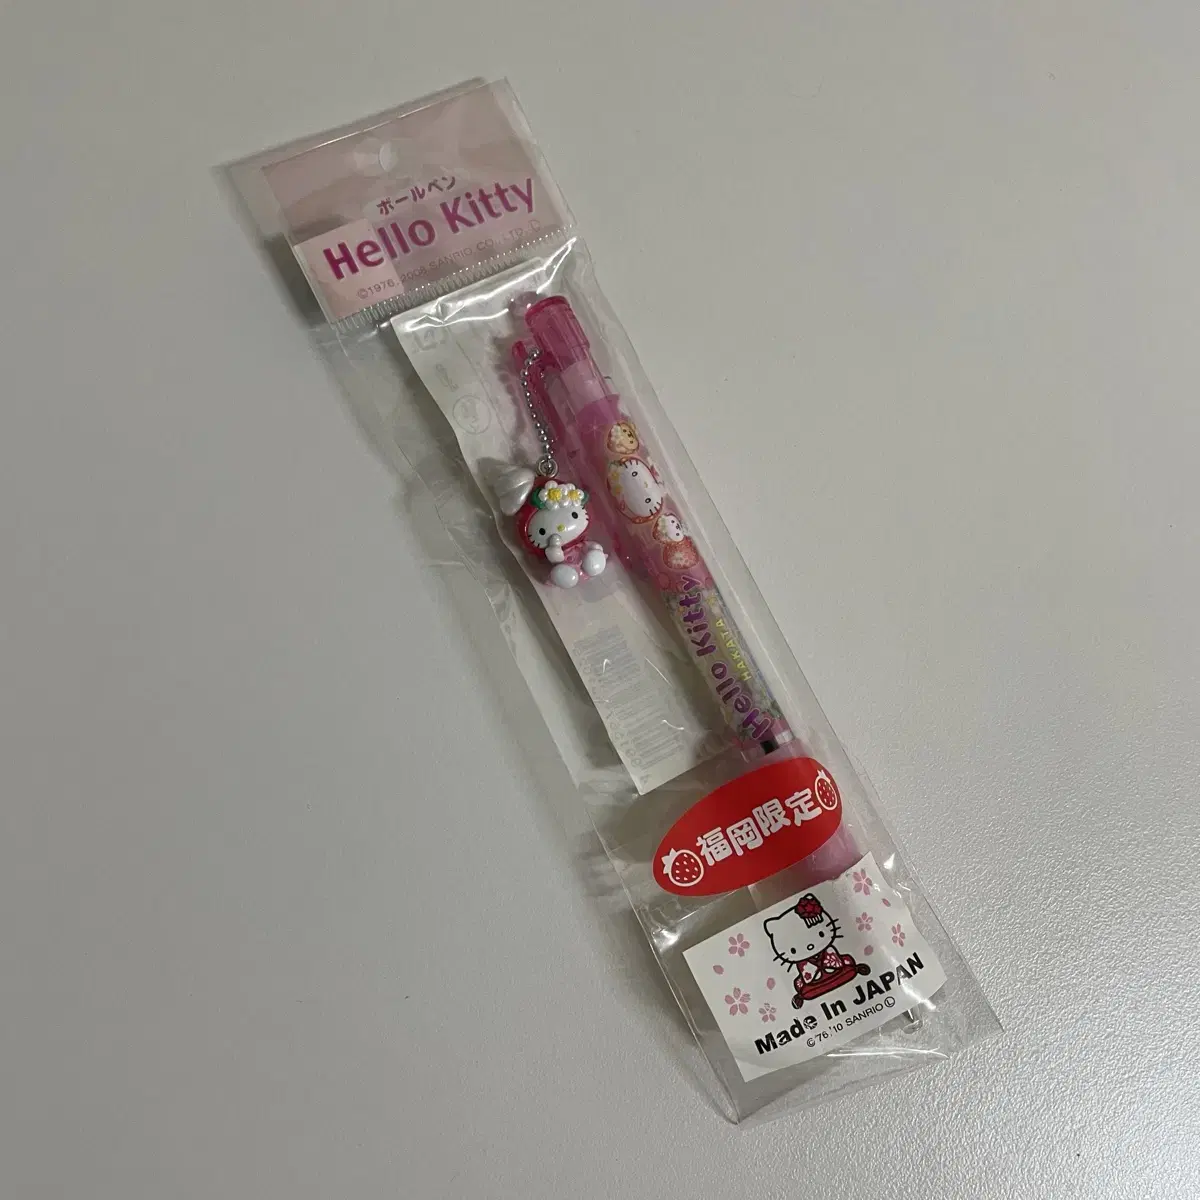 ボールペン
Hello Kitty
©1976, 2008 SANRIO CO., LTD.
Hello Kitty
HAKATA
福岡限定
Made In JAPAN
©'76,'10 SANRIO Ⓛ